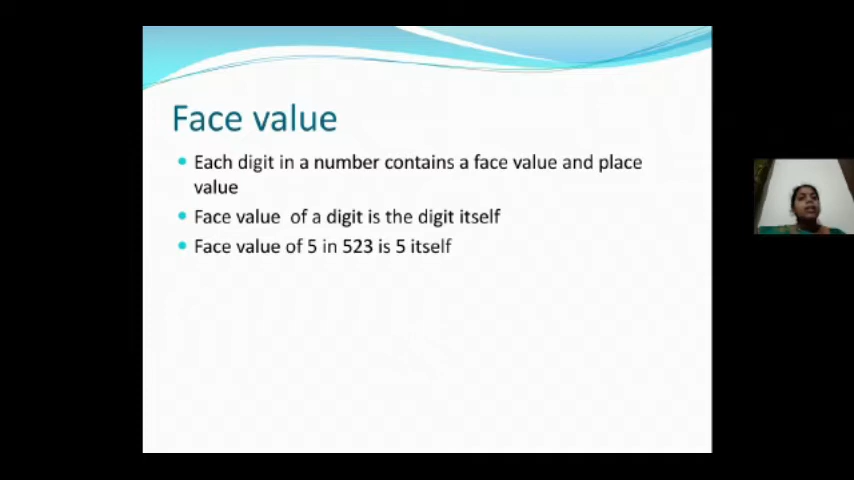 Face value
Each digit in a number contains a face value and place
value
Face value of a digit is the digit itself
Face value of 5 in 523 is 5 itself